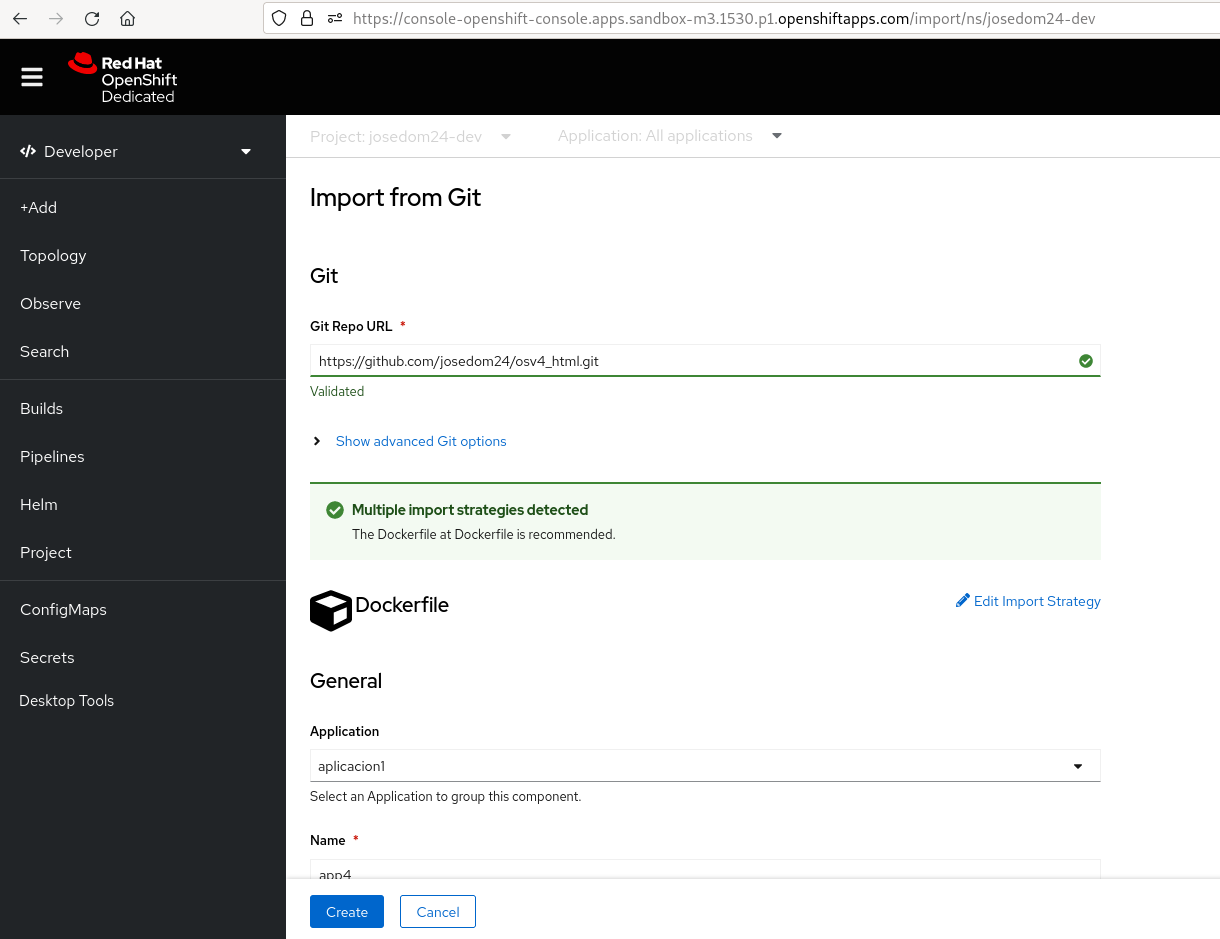 https://console-openshift-console.apps.sandbox-m3.1530.p1.openshiftapps.com/import/ns/josedom24-dev
Red Hat
OpenShift
Dedicated
Developer
+Add
Topology
Observe
Search
Builds
Pipelines
Helm
Project
ConfigMaps
Secrets
Desktop Tools
Project: josedom24-dev Application: All applications
Import from Git
Git
Git Repo URL *
https://github.com/josedom24/osv4_html.git
Validated
Show advanced Git options
Multiple import strategies detected
The Dockerfile at Dockerfile is recommended.
Dockerfile
Edit Import Strategy
General
Application
aplicacion1
Select an Application to group this component.
Name *
app4
Create Cancel